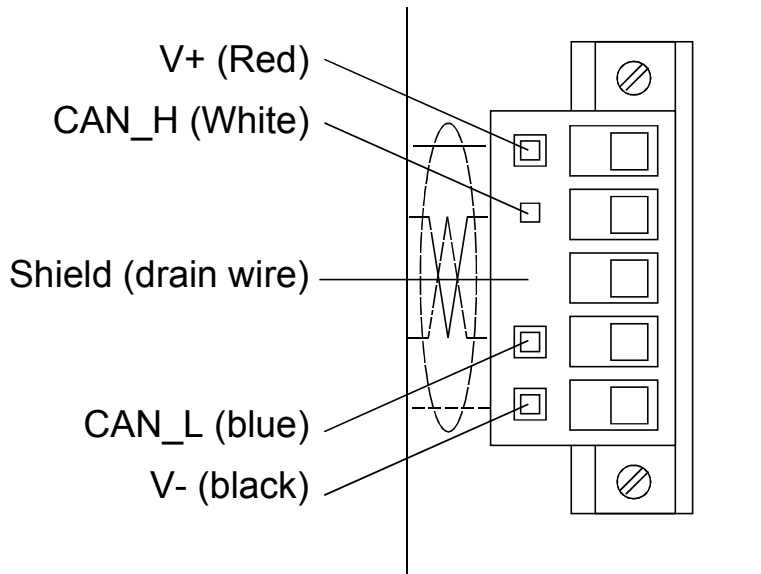 V+ (Red)
CAN_H (White)
Shield (drain wire)
CAN_L (blue)
V- (black)